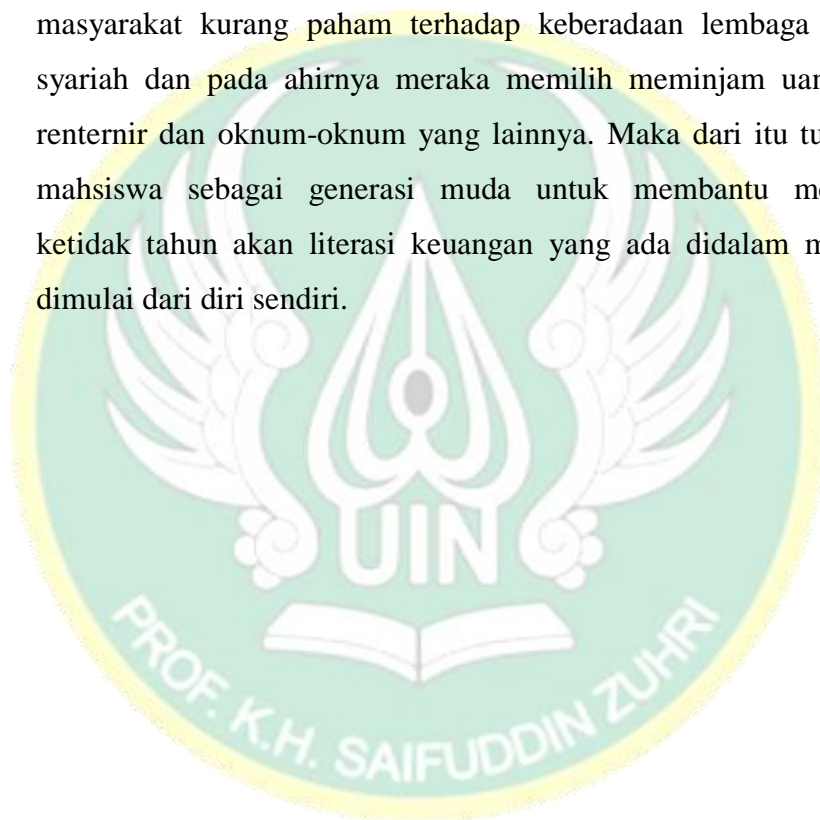 masyarakat kurang paham terhadap keberadaan lembaga
syariah dan pada ahirnya meraka memilih meminjam
renternir dan oknum-oknum yang lainnya. Maka dari itu
mahsiswa sebagai generasi muda untuk membantu
ketidak tahun akan literasi keuangan yang ada didalam
dimulai dari diri sendiri.
UIN
PROF. K.H. SAIFUDDIN ZUHRI